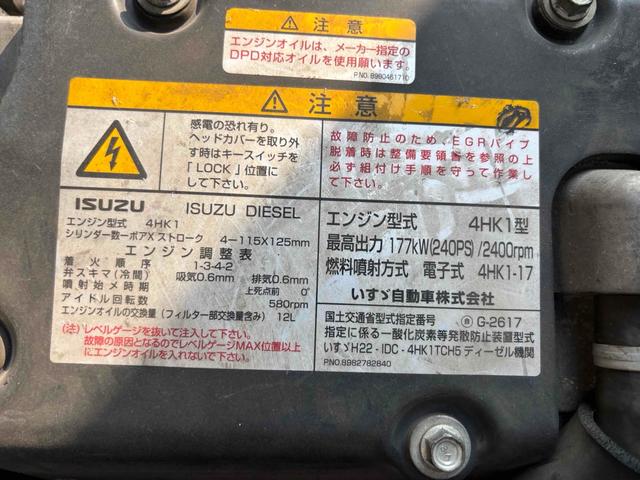 注意
エンジンオイルは、メーカー指定の
DPD対応オイルを使用願います。
P.NO.8980461710
注意
感電の恐れ有り。
ヘッドカバーを取り外
す時はキースイッチを
「LOCK」位置に
して下さい。
故障防止のため、EGRパイプ
脱着時は整備要領書を参照の上
必ず組付け手順を守って作業し
て下さい。
ISUZU ISUZU DIESEL
エンジン型式 4HK1
シリンダ数ーボアXストローク 4-115X125mm
エンジン調整表
着火順序 1-3-4-2
弁スキマ(冷間) 吸気0.6mm 排気0.6mm
噴射始メ時期 上死点前 0°
アイドル回転数 580rpm
エンジンオイルの交換量(フィルター部交換量含み) 12L
(注)レベルゲージを抜いて注入して下さい。
故障の原因となるのでレベルゲージMAX位置以上
にエンジンオイルを入れないで下さい。
エンジン型式 4HK1型
最高出力 177kW(240PS)/2400rpm
燃料噴射方式 電子式 4HK1-17
いすゞ自動車株式会社
国土交通省型式指定番号 G-2617
指定に係る一酸化炭素等発散防止装置型式
いすゞH22-IDC-4HK1TCH5 ディーゼル機関
P.NO.8982782840